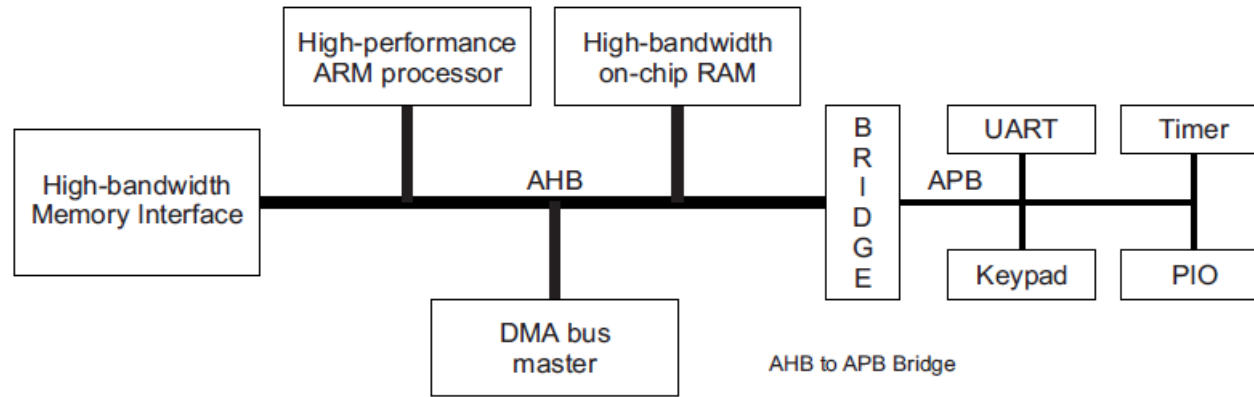 High-performance
ARM processor
High-bandwidth
on-chip RAM
High-bandwidth
Memory Interface
AHB
DMA bus
master
B
R
I
D
G
E
APB
UART
Timer
Keypad
PIO
AHB to APB Bridge